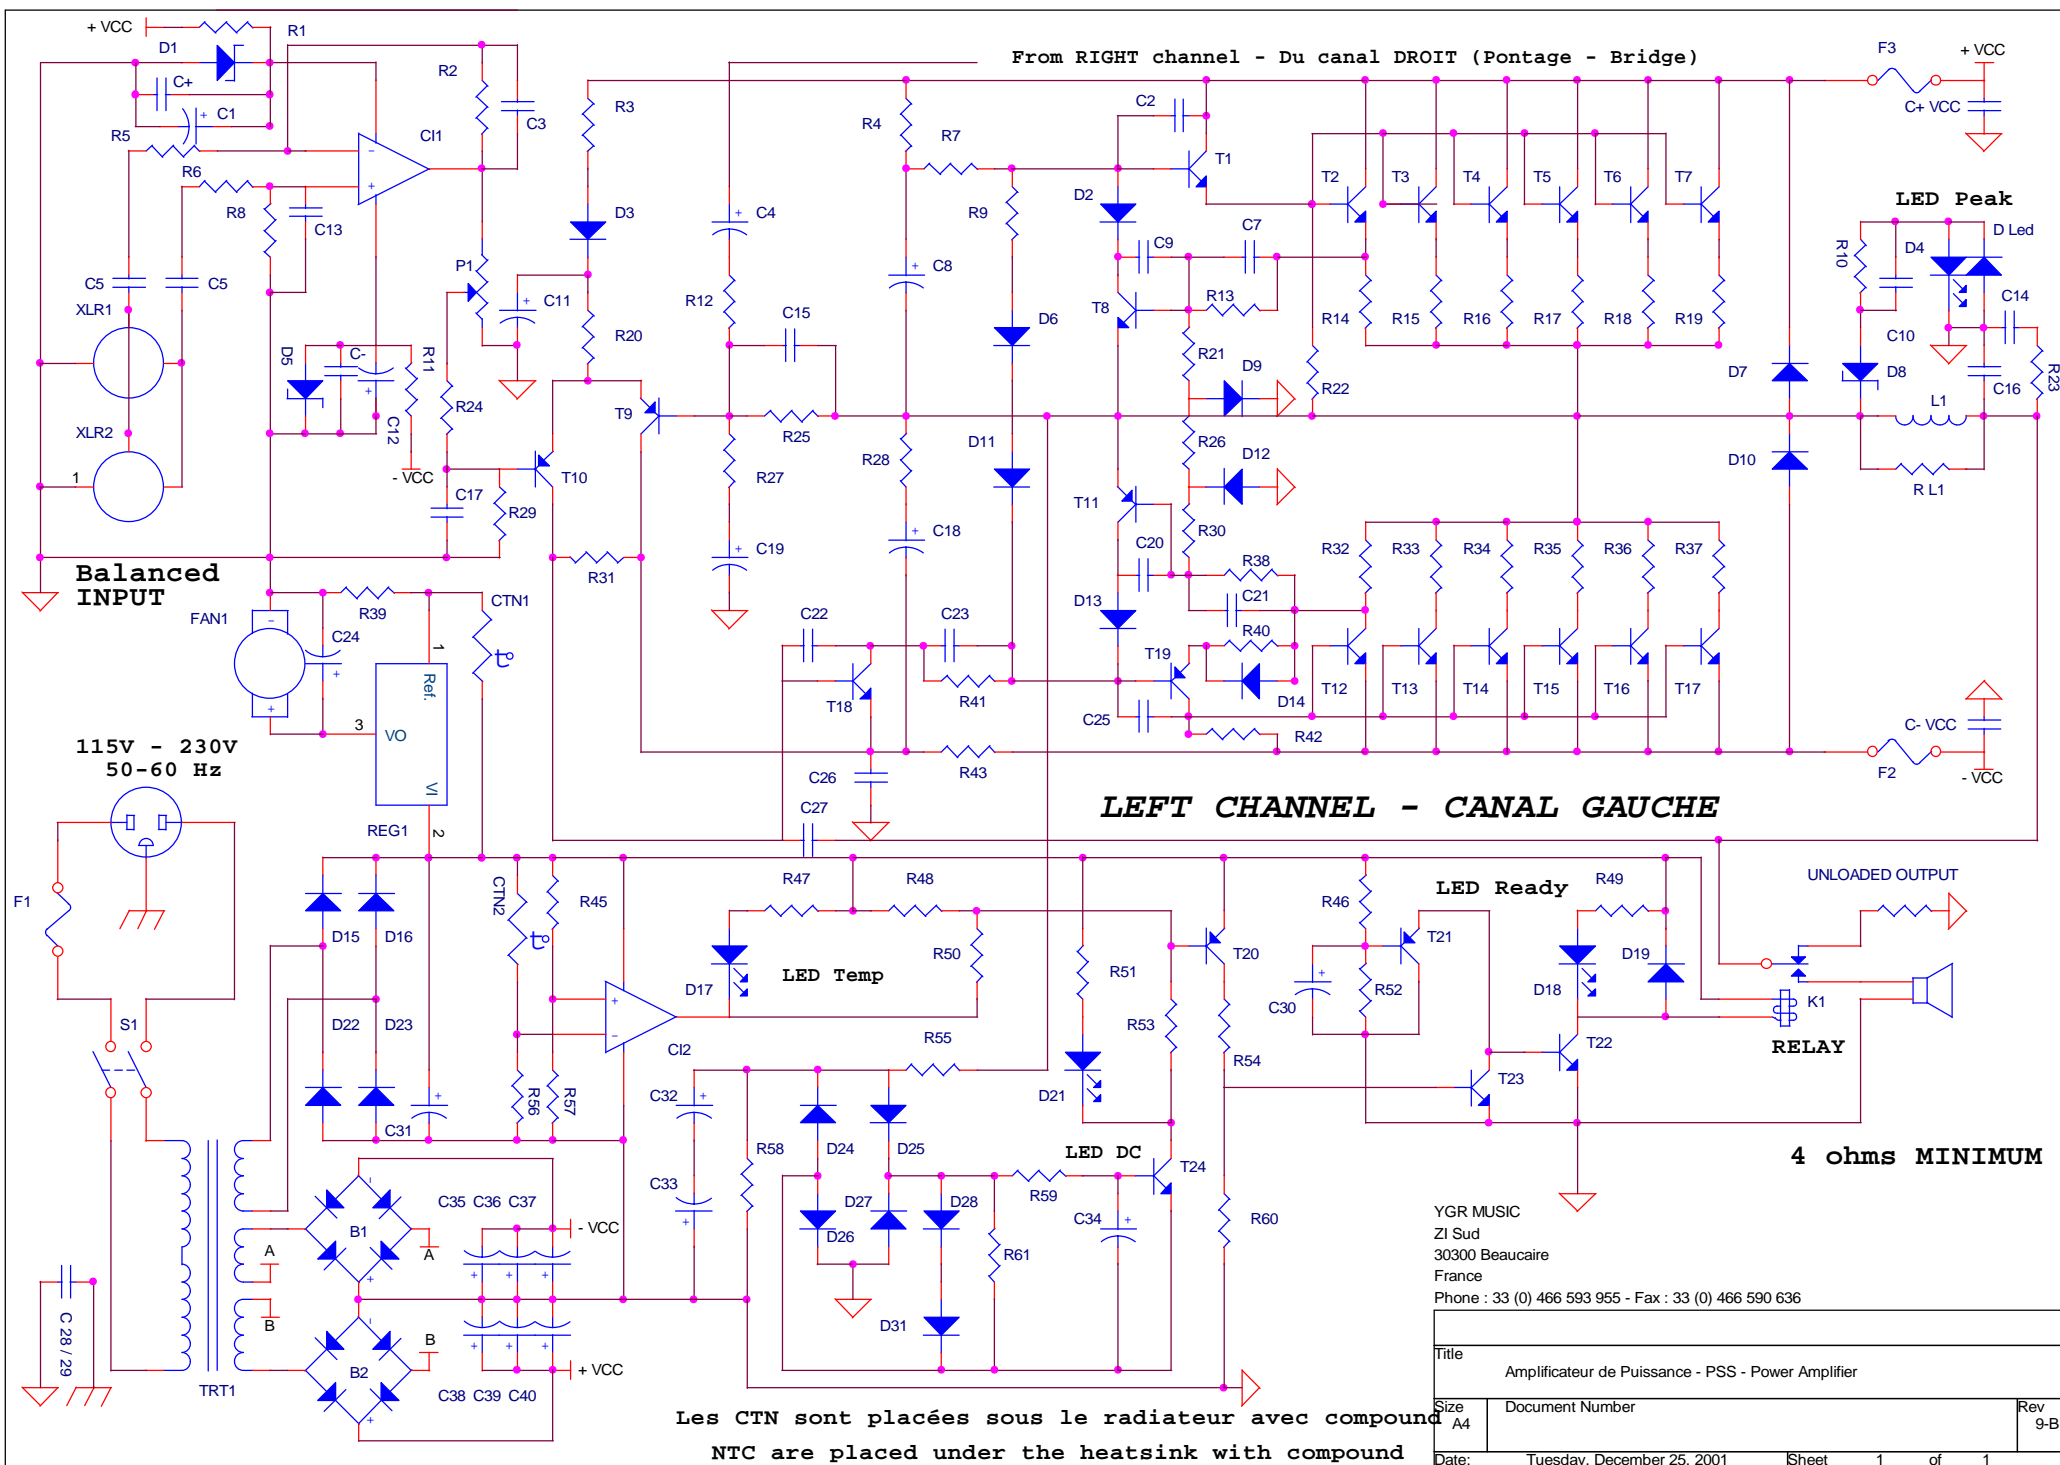 + VCC
R1
D1
C+
C1
R5
R6
R8
C13
C5
C5
XLR1
XLR2
1
R2
C3
CI1
P1
D5
C-
C12
R11
- VCC
R24
C17
R29
C11
R3
D3
R20
T9
T10
R31
From RIGHT channel - Du canal DROIT (Pontage - Bridge)
R4
R7
C4
R12
C15
C8
R25
R27
R28
C19
C18
R9
D6
D11
C2
T1
D2
C9
C7
T8
R13
R21
D9
R22
R26
D12
T11
R30
C20
R38
C21
D13
R40
T19
D14
C25
R42
T2
T3
T4
T5
T6
T7
R14
R15
R16
R17
R18
R19
R32
R33
R34
R35
R36
R37
T12
T13
T14
T15
T16
T17
D7
D10
F3
+ VCC
C+ VCC
LED Peak
R10
D4
D Led
C14
C10
D8
C16
R23
L1
R L1
C- VCC
F2
- VCC
Balanced
INPUT
FAN1
C24
R39
CTN1
t°
1
Ref.
3
VO
VI
2
REG1
C22
C23
T18
R41
R43
C26
C27
LEFT CHANNEL - CANAL GAUCHE
115V - 230V
50-60 Hz
F1
S1
TRT1
C 28 / 29
D15
D16
D22
D23
C31
CTN2
t°
R45
R56
R57
CI2
R47
R48
R50
D17
LED Temp
R55
C32
C33
R58
D24
D25
D26
D27
D28
D31
R61
R59
C34
LED DC
T24
R51
D21
R53
T20
R54
R60
R46
C30
R52
T21
LED Ready
R49
D18
D19
T22
T23
K1
RELAY
UNLOADED OUTPUT
4 ohms MINIMUM
B1
A
A
B
B
B2
C35 C36 C37
- VCC
+ VCC
C38 C39 C40
Les CTN sont placées sous le radiateur avec compound
NTC are placed under the heatsink with compound
YGR MUSIC
ZI Sud
30300 Beaucaire
France
Phone : 33 (0) 466 593 955 - Fax : 33 (0) 466 590 636
Title
Amplificateur de Puissance - PSS - Power Amplifier
Size
A4
Document Number
Rev
9-B
Date:
Tuesday, December 25, 2001
Sheet 1 of 1